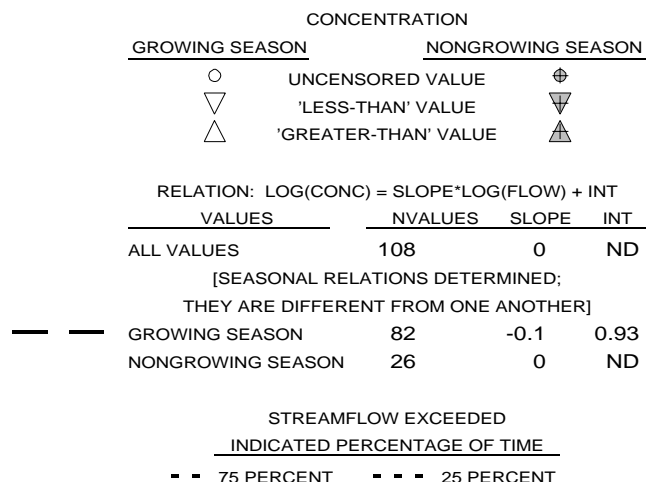 CONCENTRATION
GROWING SEASON NONGROWING SEASON
UNCENSORED VALUE
'LESS-THAN' VALUE
'GREATER-THAN' VALUE
RELATION: LOG(CONC) = SLOPE*LOG(FLOW) + INT
VALUES NVALUES SLOPE INT
ALL VALUES 108 0 ND
[SEASONAL RELATIONS DETERMINED;
THEY ARE DIFFERENT FROM ONE ANOTHER]
GROWING SEASON 82 -0.1 0.93
NONGROWING SEASON 26 0 ND
STREAMFLOW EXCEEDED
INDICATED PERCENTAGE OF TIME
75 PERCENT 25 PERCENT